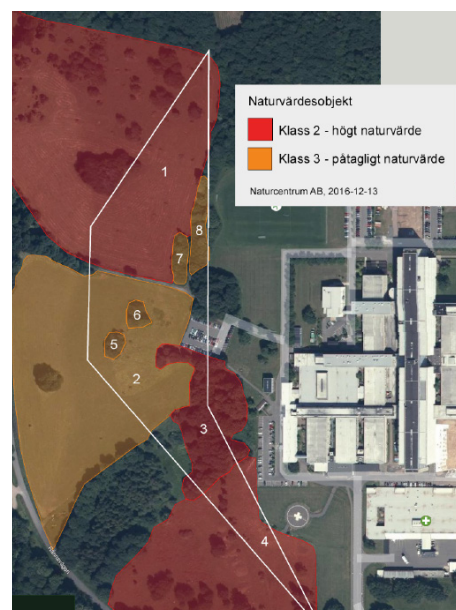 Naturvärdesobjekt
Klass 2 - högt naturvärde
Klass 3 - påtagligt naturvärde
Naturcentrum AB, 2016-12-13
1
8
7
6
5
2
3
4